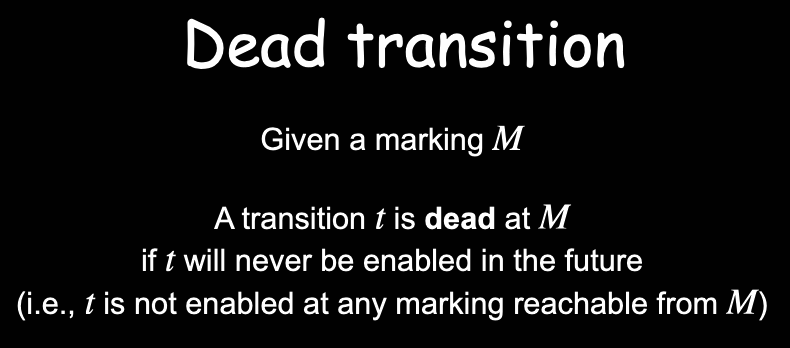 Dead transition
Given a marking M
A transition t is dead at M
if t will never be enabled in the future
(i.e., t is not enabled at any marking reachable from M)